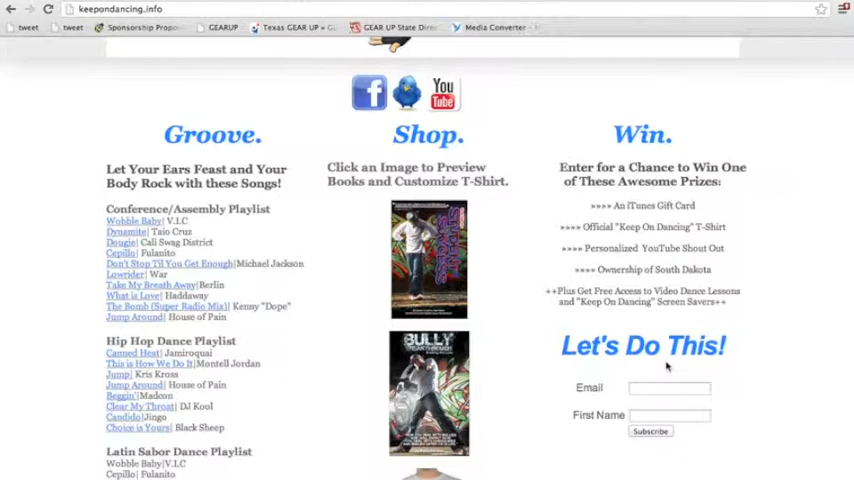 keepondancing.info
tweet
tweet
Sponsorship Propo
GEARUP
Texas GEAR UP » G
GEAR UP State Dire
Media Converter -
You
Tube
Groove.
Let Your Ears Feast and Your
Body Rock with these Songs!
Conference/Assembly Playlist
Wobble Baby| V.I.C
Dynamite| Taio Cruz
Dougie| Cali Swag District
Cepillo| Fulanito
Don't Stop Til You Get Enough|Michael Jackson
Lowrider| War
Take My Breath Away|Berlin
What is Love| Haddaway
The Bomb (Super Radio Mix)| Kenny "Dope"
Jump Around| House of Pain
Hip Hop Dance Playlist
Canned Heat| Jamiroquai
This is How We Do It|Montell Jordan
Jump| Kris Kross
Jump Around| House of Pain
Beggin'|Madcon
Clear My Throat| DJ Kool
Candido|Jingo
Choice is Yours| Black Sheep
Latin Sabor Dance Playlist
Wobble Baby|V.I.C
Cepillo| Fulanito
Shop.
Click an Image to Preview
Books and Customize T-Shirt.
STUDENT
SUCCESS
BULLY
BREAKTHROUGH
Win.
Enter for a Chance to Win One
of These Awesome Prizes:
»»»» An iTunes Gift Card
»»»» Official "Keep On Dancing" T-Shirt
»»»» Personalized YouTube Shout Out
»»»» Ownership of South Dakota
++Plus Get Free Access to Video Dance Lessons
and "Keep On Dancing" Screen Savers++
Let's Do This!
Email
First Name
Subscribe